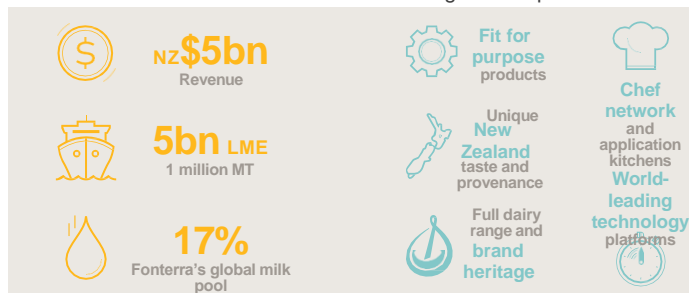 NZ$5bn
Revenue
5bn LME
1 million MT
17%
Fonterra's global milk
pool
Fit for
purpose
products
Unique
New
Zealand
taste and
provenance
Full dairy
range and
brand
heritage
Chef
network
and
application
kitchens
World-
leading
technology
platforms